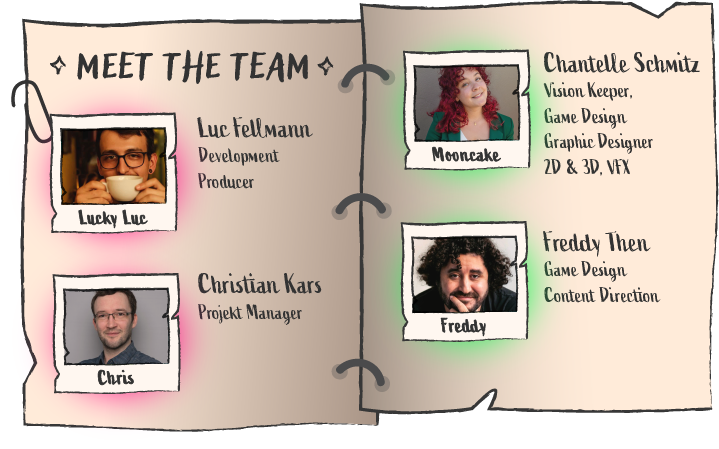 MEET THE TEAM
Luc Fellmann
Development
Producer
Lucky Luc
Christian Kars
Projekt Manager
Chris
Chantelle Schmitz
Vision Keeper,
Game Design
Graphic Designer
2D & 3D, VFX
Mooncake
Freddy Then
Game Design
Content Direction
Freddy